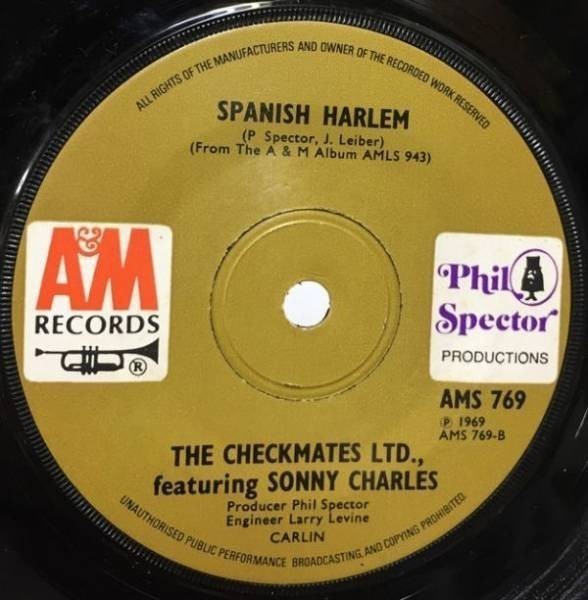 ALL RIGHTS OF THE MANUFACTURERS AND OWNER OF THE RECORDED WORK RESERVED
SPANISH HARLEM
(P Spector, J. Leiber)
(From The A & M Album AMLS 943)
A&M
RECORDS
®
Phil
Spector
PRODUCTIONS
AMS 769
℗ 1969
AMS 769-B
THE CHECKMATES LTD.,
featuring SONNY CHARLES
Producer Phil Spector
Engineer Larry Levine
CARLIN
UNAUTHORISED PUBLIC PERFORMANCE BROADCASTING AND COPYING PROHIBITED